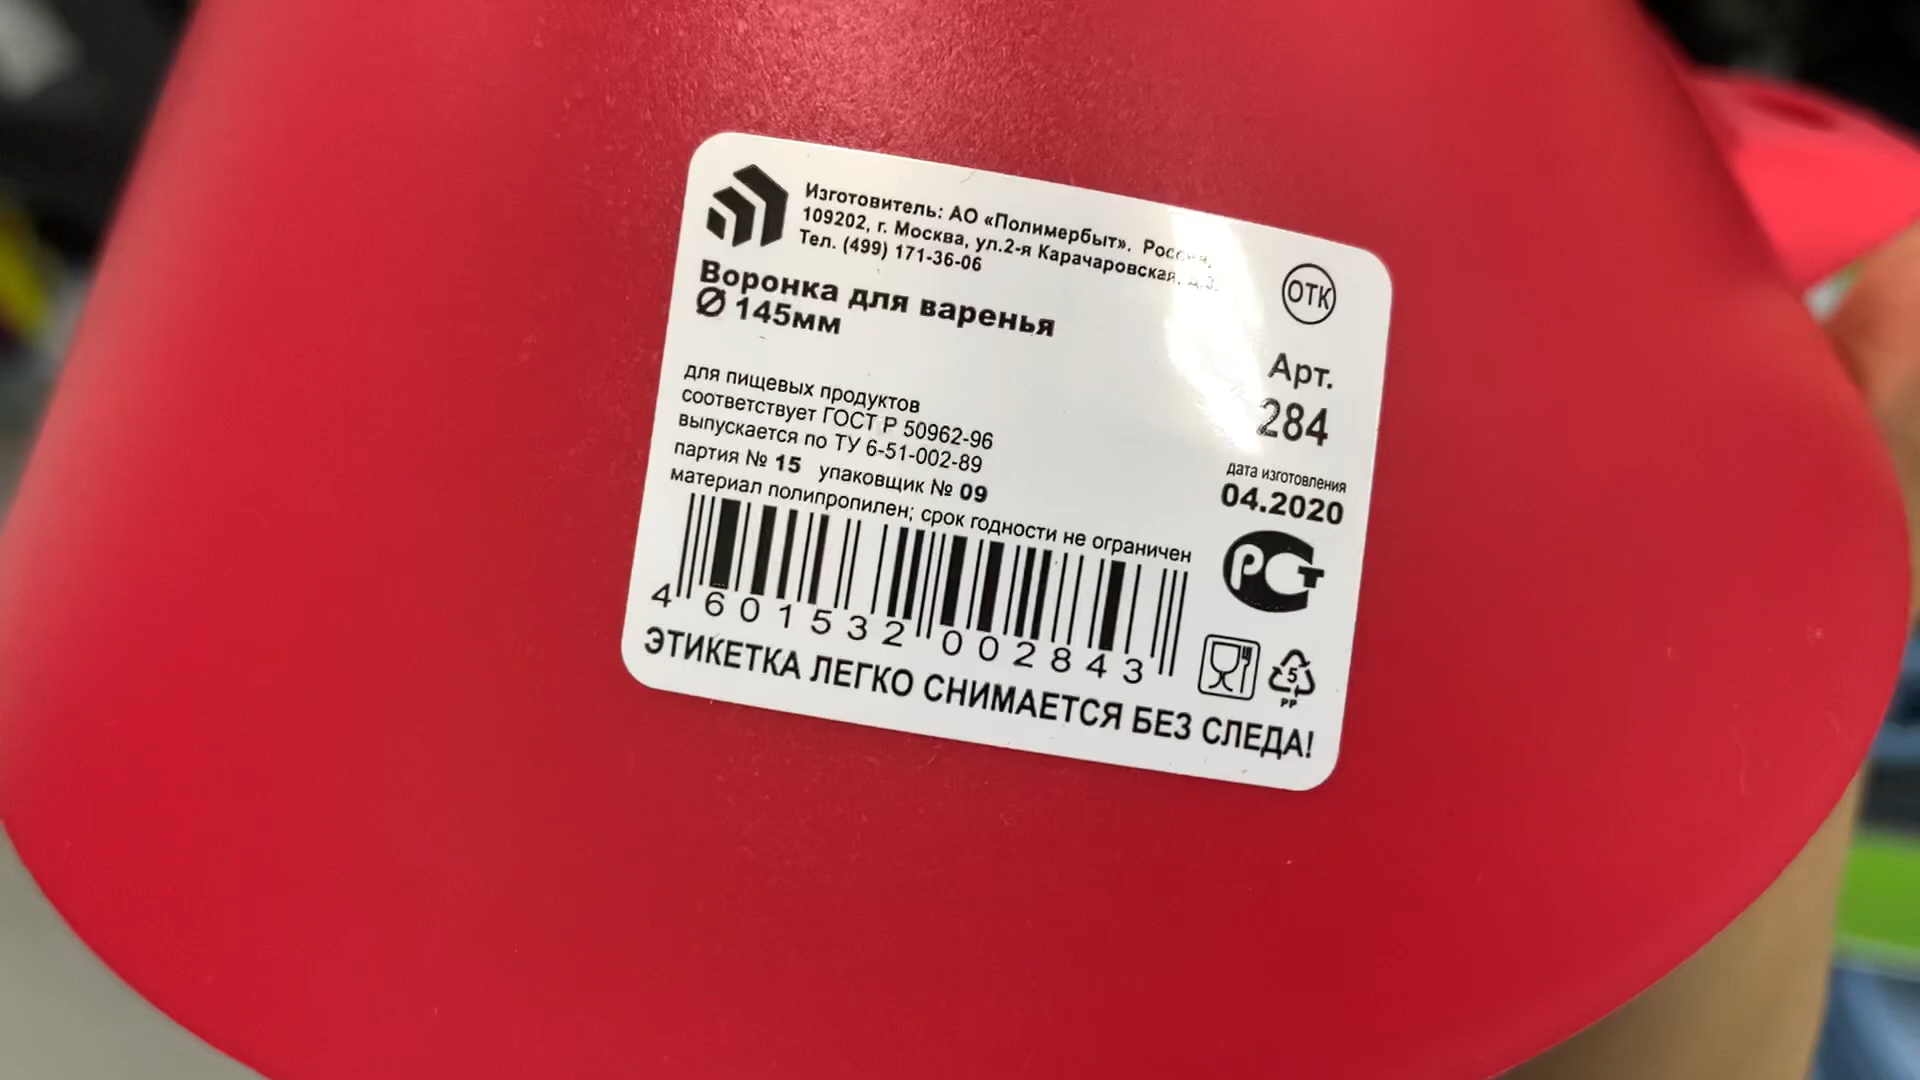 Изготовитель: АО «Полимербыт». Россия,
109202, г. Москва, ул.2-я Карачаровская, д.3.
Тел. (499) 171-36-06
ОТК
Воронка для варенья
Ø 145мм
Арт.
284
для пищевых продуктов
соответствует ГОСТ Р 50962-96
выпускается по ТУ 6-51-002-89
партия № 15 упаковщик № 09
материал полипропилен; срок годности не ограничен
дата изготовления
04.2020
РСТ
4 601532 002843
5
PP
ЭТИКЕТКА ЛЕГКО СНИМАЕТСЯ БЕЗ СЛЕДА!